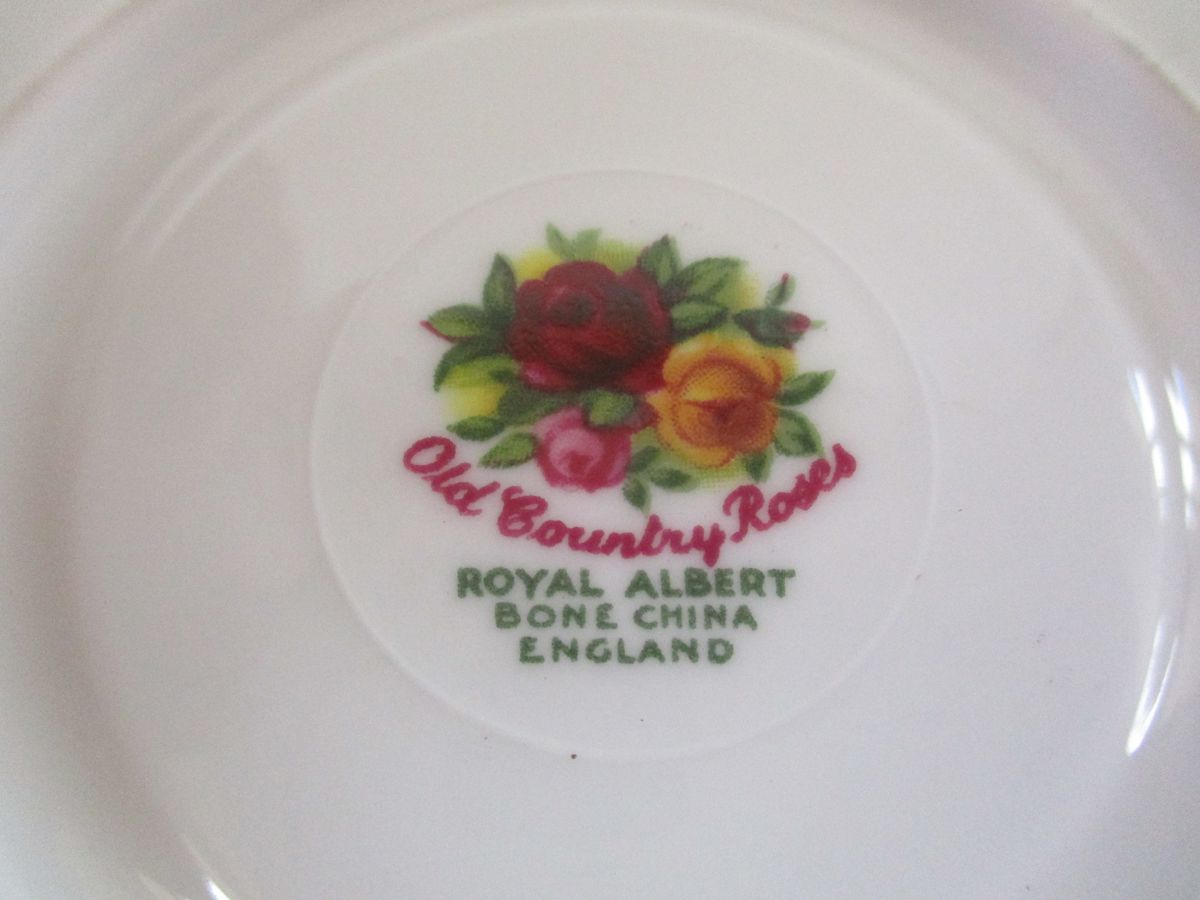 Old Country Roses
ROYAL ALBERT
BONE CHINA
ENGLAND